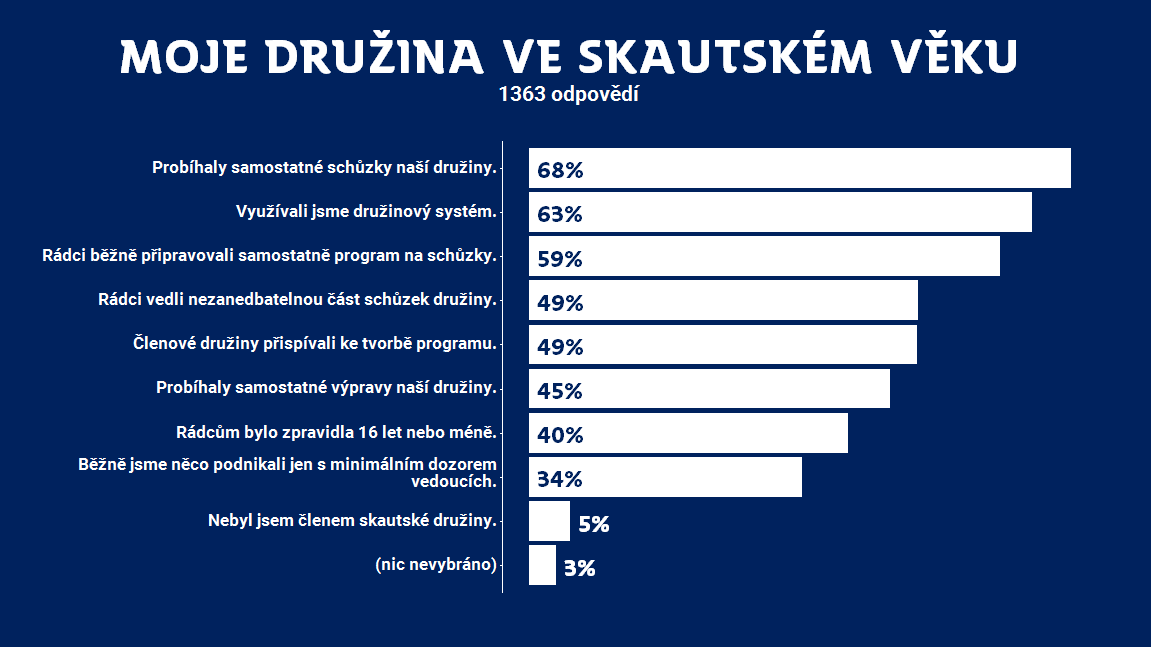 MOJE DRUŽINA VE SKAUTSKÉM VĚKU
1363 odpovědí
Probíhaly samostatné schůzky naší družiny. 68%
Využívali jsme družinový systém. 63%
Rádci běžně připravovali samostatně program na schůzky. 59%
Rádci vedli nezanedbatelnou část schůzek družiny. 49%
Členové družiny přispívali ke tvorbě programu. 49%
Probíhaly samostatné výpravy naší družiny. 45%
Rádcům bylo zpravidla 16 let nebo méně. 40%
Běžně jsme něco podnikali jen s minimálním dozorem
vedoucích. 34%
Nebyl jsem členem skautské družiny. 5%
(nic nevybráno) 3%